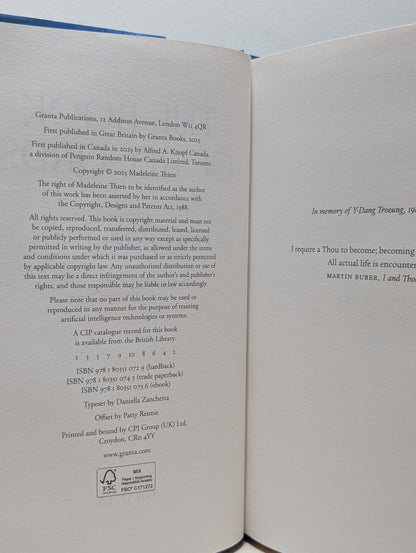 Granta Publications, 12 Addison Avenue, London W11 4QR
First published in Great Britain by Granta Books, 2025
First published in Canada in 2025 by Alfred A. Knopf Canada,
a division of Penguin Random House Canada Limited, Toronto
Copyright © 2025 Madeleine Thien
The right of Madeleine Thien to be identified as the author
of this work has been asserted by her in accordance with
the Copyright, Designs and Patents Act, 1988.
All rights reserved. This book is copyright material and must not
be copied, reproduced, transferred, distributed, leased, licensed
or publicly performed or used in any way except as specifically
permitted in writing by the publisher, as allowed under the terms
and conditions under which it was purchased or as strictly permitted
by applicable copyright law. Any unauthorized distribution or use of
this text may be a direct infringement of the author's and publisher's
rights, and those responsible may be liable in law accordingly.
Please note that no part of this book may be used or
reproduced in any manner for the purpose of training
artificial intelligence technologies or systems.
A CIP catalogue record for this book
is available from the British Library.
1 3 5 7 9 10 8 6 4 2
ISBN 978 1 80351 072 9 (hardback)
ISBN 978 1 80351 074 3 (trade paperback)
ISBN 978 1 80351 073 6 (ebook)
Typeset by Daniella Zanchetta
Offset by Patty Rennie
Printed and bound by CPI Group (UK) Ltd,
Croydon, CR0 4YY
www.granta.com
FSC
MIX
Paper | Supporting
responsible forestry
FSC® C171272
In memory of Y-Dang Troeung,
I require a Thou to become; becoming
All actual life is encounter
MARTIN BUBER, I and Thou